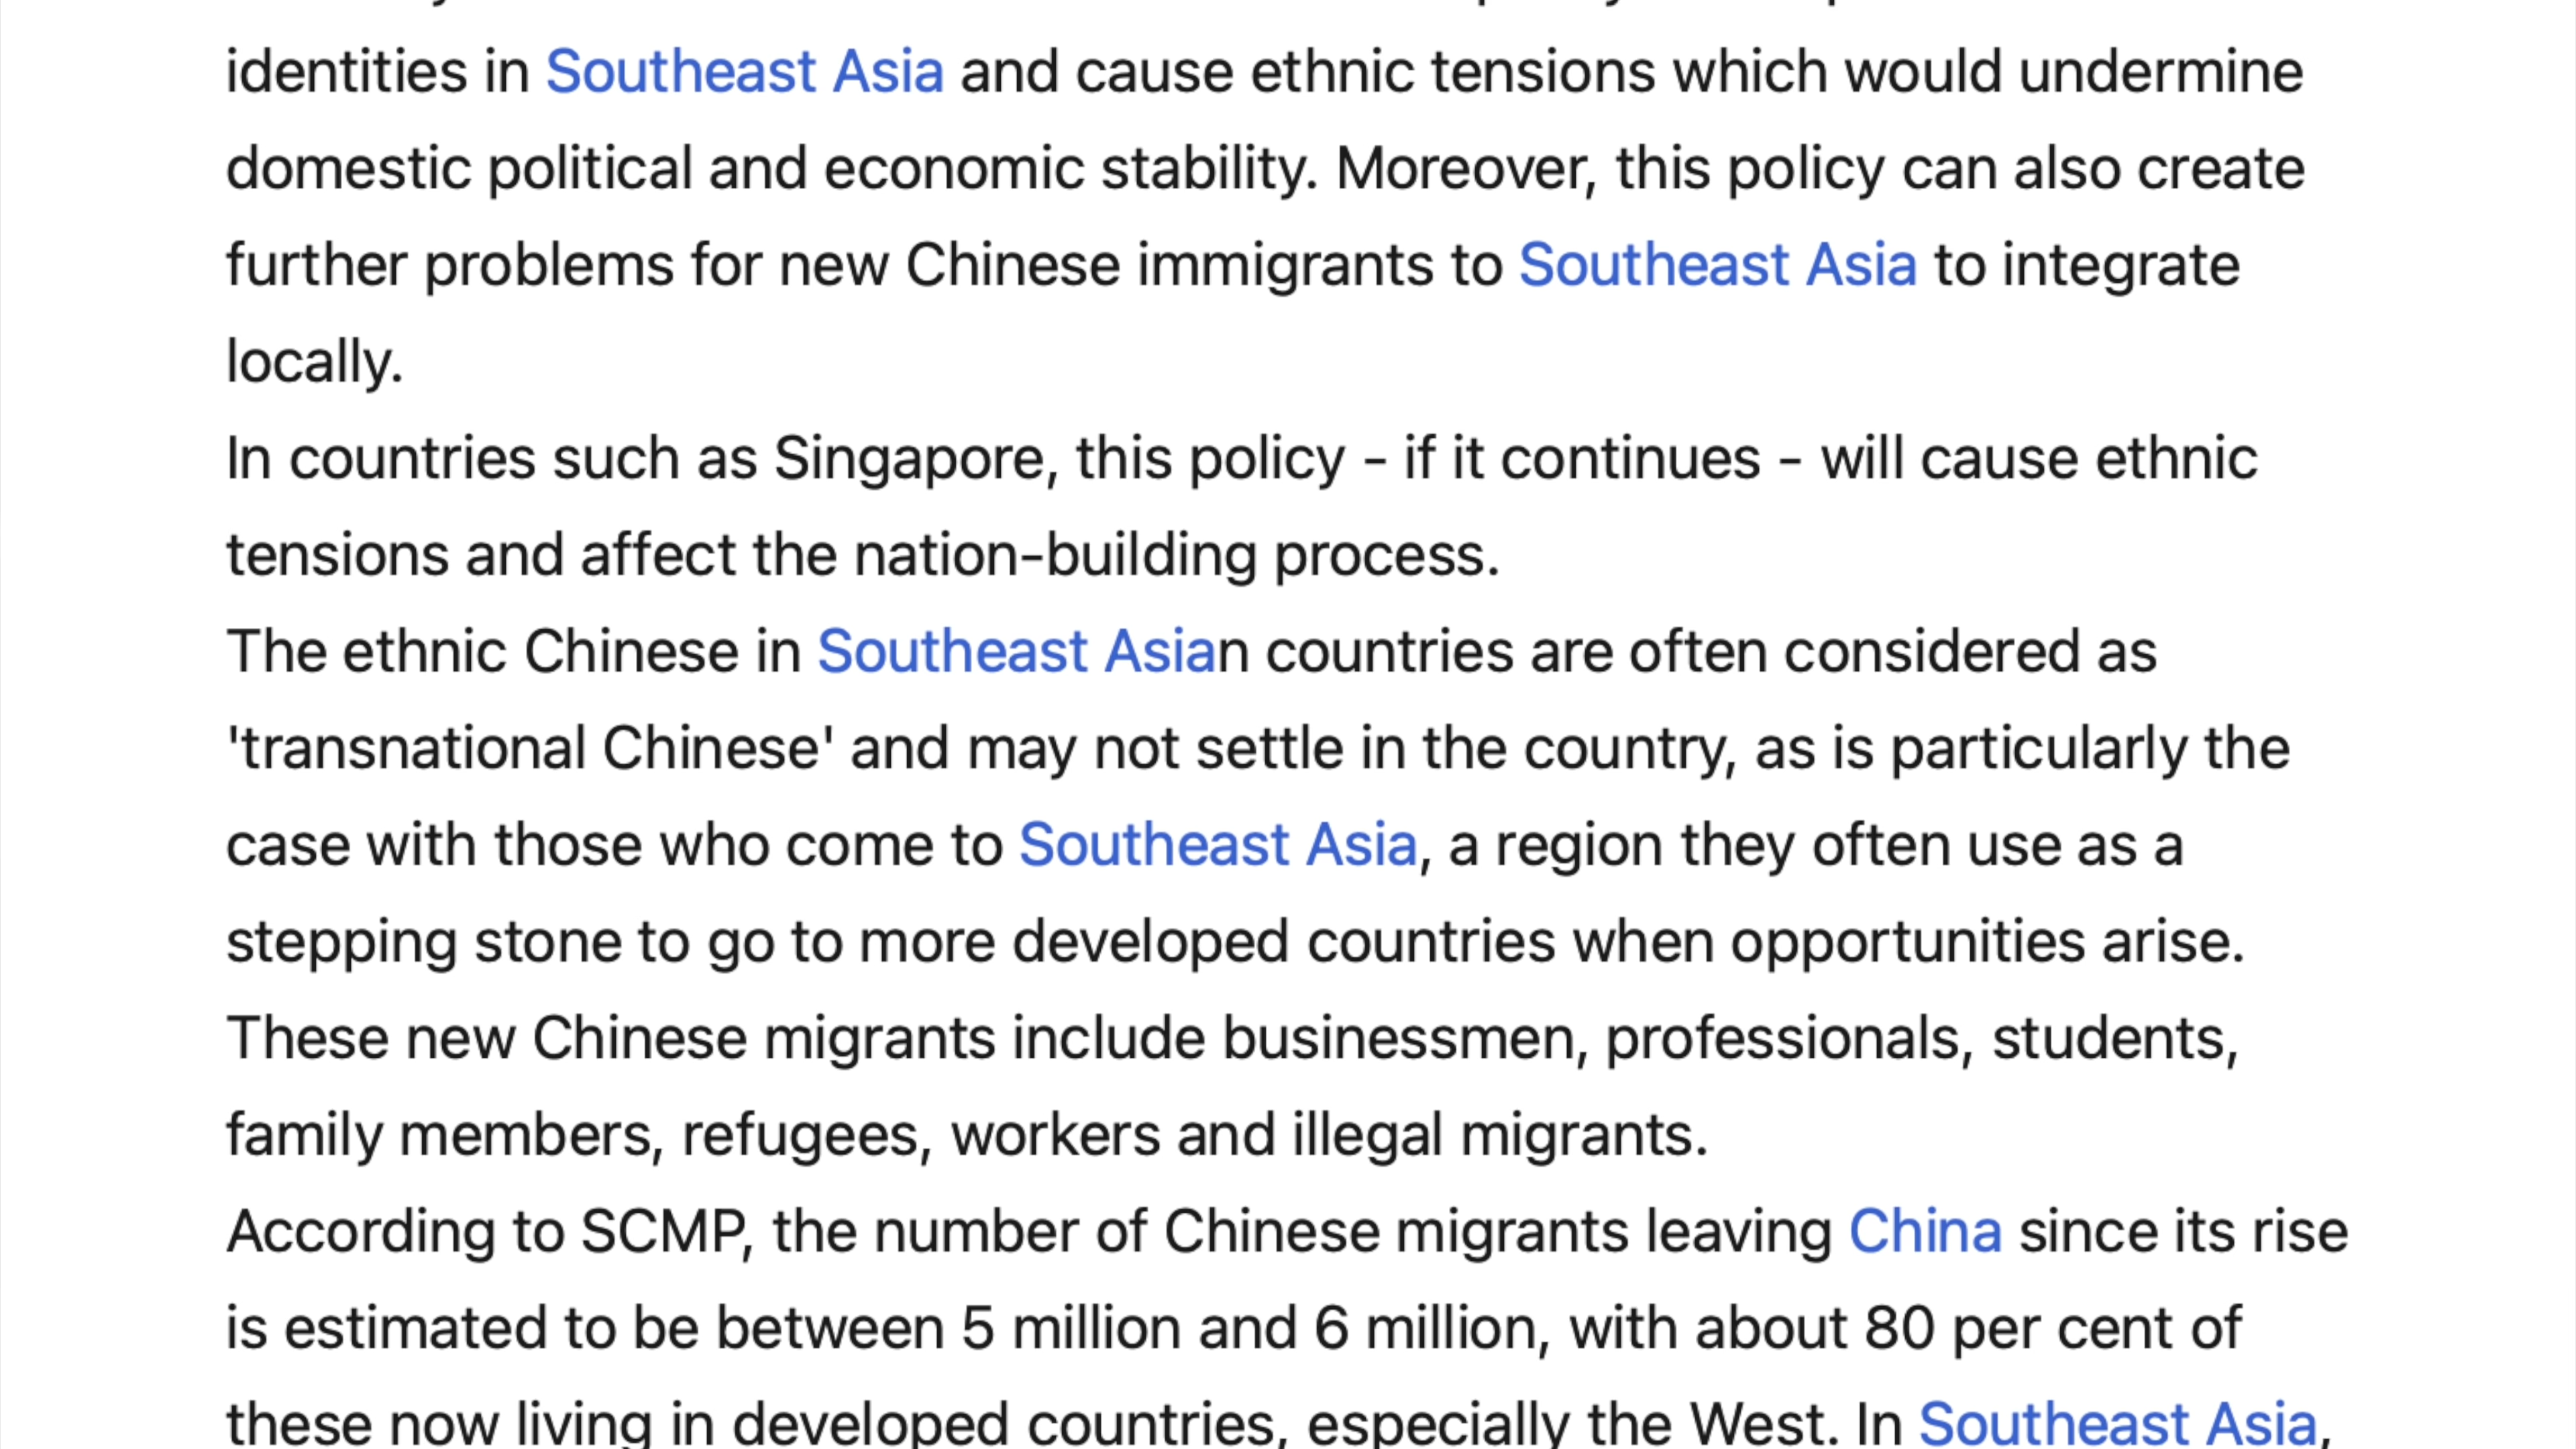 identities in Southeast Asia and cause ethnic tensions which would undermine
domestic political and economic stability. Moreover, this policy can also create
further problems for new Chinese immigrants to Southeast Asia to integrate
locally.
In countries such as Singapore, this policy - if it continues - will cause ethnic
tensions and affect the nation-building process.
The ethnic Chinese in Southeast Asian countries are often considered as
'transnational Chinese' and may not settle in the country, as is particularly the
case with those who come to Southeast Asia, a region they often use as a
stepping stone to go to more developed countries when opportunities arise.
These new Chinese migrants include businessmen, professionals, students,
family members, refugees, workers and illegal migrants.
According to SCMP, the number of Chinese migrants leaving China since its rise
is estimated to be between 5 million and 6 million, with about 80 per cent of
these now living in developed countries, especially the West. In Southeast Asia,